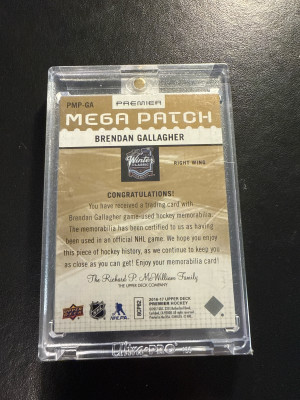 PMP-GA
PREMIER
MEGA PATCH
BRENDAN GALLAGHER
Winter
RIGHT WING
CONGRATULATIONS!
You have received a trading card with
Brendan Gallagher game-used hockey memorabilia.
The memorabilia has been certified to us as having
been used in an official NHL game. We hope you enjoy
this piece of hockey history, as we continue to keep you
as close as you can get! Enjoy your memorabilia card!
The Richard P. McWilliam Family
THE UPPER DECK COMPANY
NHLPA
2016-17 UPPER DECK
PREMIER HOCKEY
Ultra·PRO